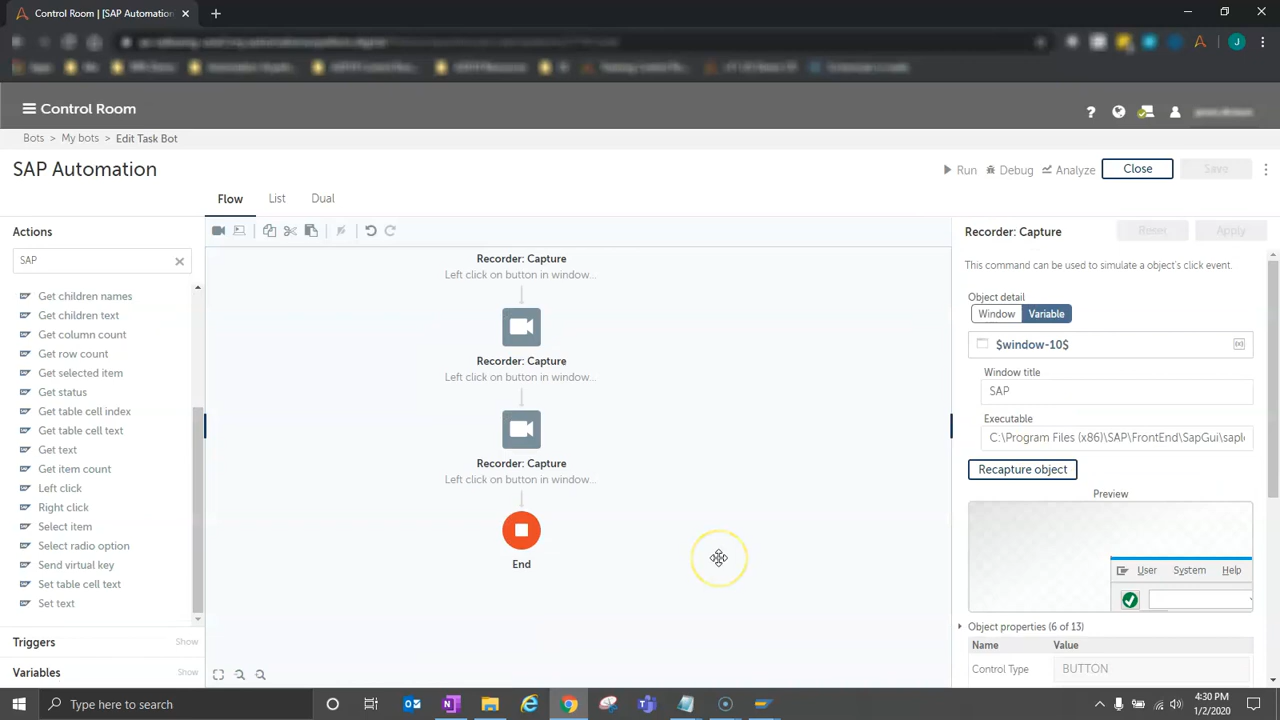 Control Room | [SAP Automation
J
Control Room
Bots > My bots > Edit Task Bot
SAP Automation
Run
Debug
Analyze
Close
Save
Flow
List
Dual
Actions
SAP
Get children names
Get children text
Get column count
Get row count
Get selected item
Get status
Get table cell index
Get table cell text
Get text
Get item count
Left click
Right click
Select item
Select radio option
Send virtual key
Set table cell text
Set text
Triggers
Show
Variables
Show
Recorder: Capture
Left click on button in window...
Recorder: Capture
Left click on button in window...
Recorder: Capture
Left click on button in window...
End
Recorder: Capture
Reset
Apply
This command can be used to simulate a object's click event.
Object detail
Window
Variable
$window-10$
Window title
SAP
Executable
C:\Program Files (x86)\SAP\FrontEnd\SapGui\saplo
Recapture object
Preview
User
System
Help
Object properties (6 of 13)
Name
Value
Control Type
BUTTON
Type here to search
4:30 PM
1/2/2020